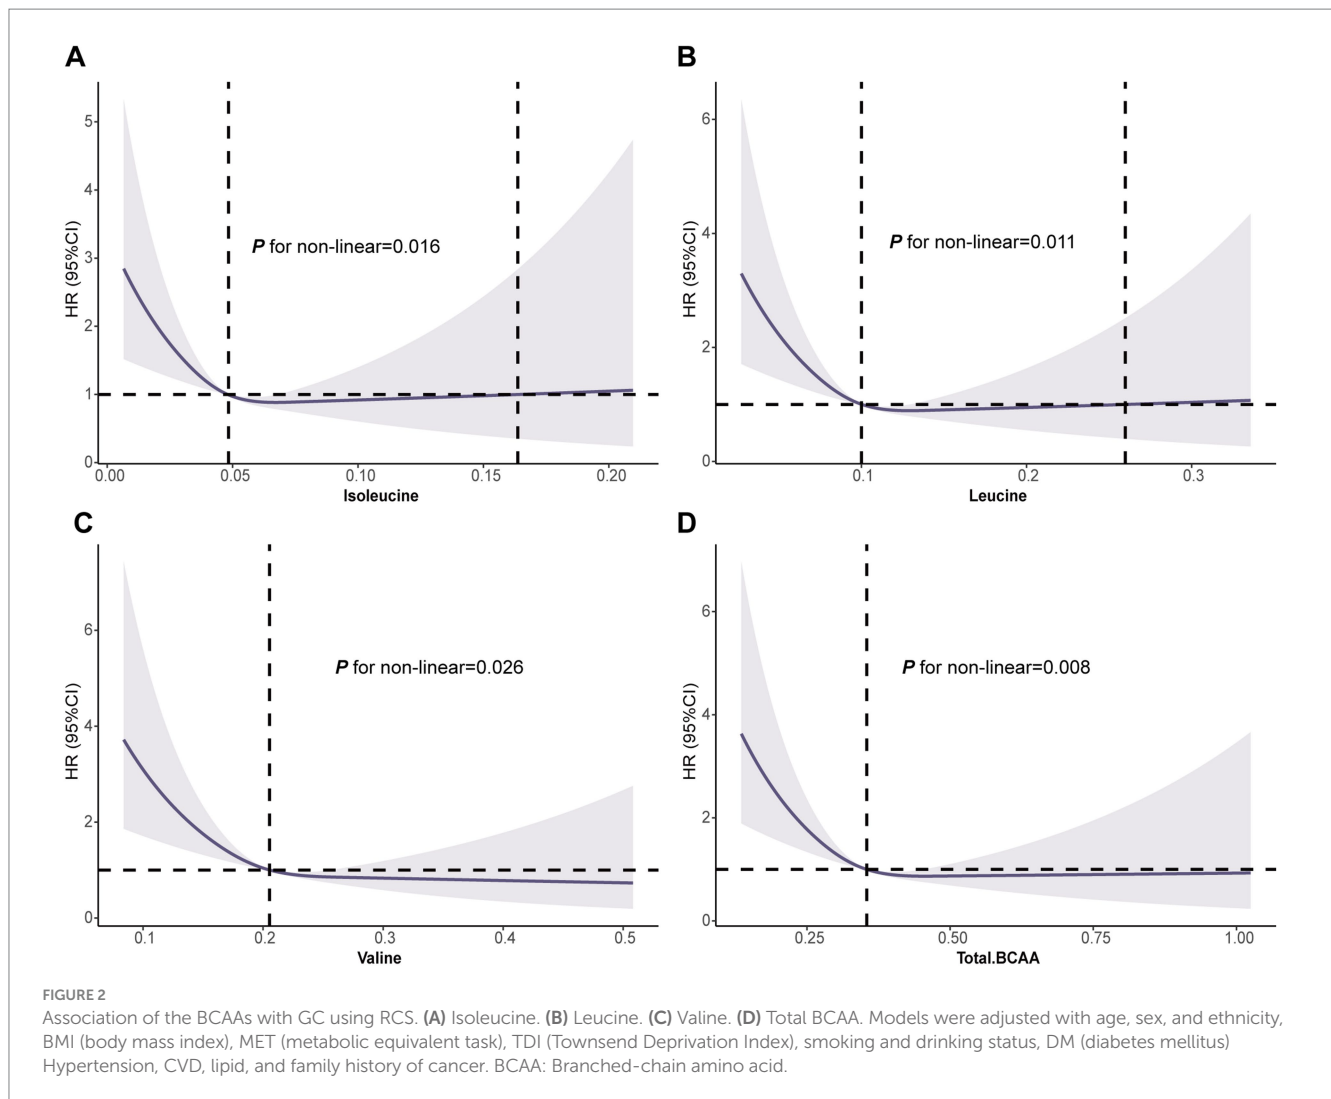 A
5
4
3
2
1
0
HR (95%CI)
P for non-linear=0.016
0.00 0.05 0.10 0.15 0.20
Isoleucine
B
6
4
2
0
HR (95%CI)
P for non-linear=0.011
0.1 0.2 0.3
Leucine
C
6
4
2
0
HR (95%CI)
P for non-linear=0.026
0.1 0.2 0.3 0.4 0.5
Valine
D
6
4
2
0
HR (95%CI)
P for non-linear=0.008
0.25 0.50 0.75 1.00
Total.BCAA
FIGURE 2
Association of the BCAAs with GC using RCS. (A) Isoleucine. (B) Leucine. (C) Valine. (D) Total BCAA. Models were adjusted with age, sex, and ethnicity,
BMI (body mass index), MET (metabolic equivalent task), TDI (Townsend Deprivation Index), smoking and drinking status, DM (diabetes mellitus)
Hypertension, CVD, lipid, and family history of cancer. BCAA: Branched-chain amino acid.